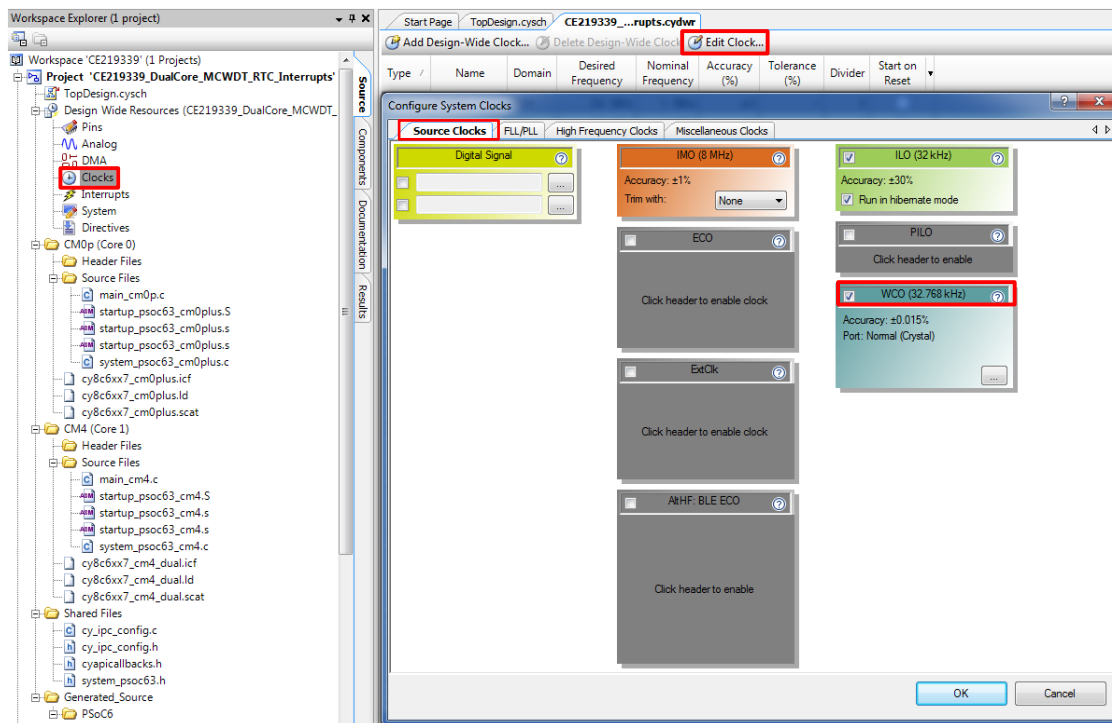 Workspace Explorer (1 project)
Workspace 'CE219339' (1 Projects)
Project 'CE219339_DualCore_MCWDT_RTC_Interrupts'
TopDesign.cysch
Design Wide Resources (CE219339_DualCore_MCWDT_
Pins
Analog
DMA
Clocks
Interrupts
System
Directives
CM0p (Core 0)
Header Files
Source Files
main_cm0p.c
startup_psoc63_cm0plus.S
startup_psoc63_cm0plus.s
startup_psoc63_cm0plus.s
system_psoc63_cm0plus.c
cy8c6xx7_cm0plus.icf
cy8c6xx7_cm0plus.ld
cy8c6xx7_cm0plus.scat
CM4 (Core 1)
Header Files
Source Files
main_cm4.c
startup_psoc63_cm4.S
startup_psoc63_cm4.s
startup_psoc63_cm4.s
system_psoc63_cm4.c
cy8c6xx7_cm4_dual.icf
cy8c6xx7_cm4_dual.ld
cy8c6xx7_cm4_dual.scat
Shared Files
cy_ipc_config.c
cy_ipc_config.h
cyapicallbacks.h
system_psoc63.h
Generated_Source
PSoC6
Source
Components
Documentation
Results
Start Page
TopDesign.cysch
CE219339_...rupts.cydwr
Add Design-Wide Clock...
Delete Design-Wide Clock
Edit Clock...
Type
Name
Domain
Desired Frequency
Nominal Frequency
Accuracy (%)
Tolerance (%)
Divider
Start on Reset
Configure System Clocks
Source Clocks
FLL/PLL
High Frequency Clocks
Miscellaneous Clocks
Digital Signal
...
...
IMO (8 MHz)
Accuracy: ±1%
Trim with:
None
ECO
Click header to enable clock
ExtClk
Click header to enable clock
AltHF: BLE ECO
Click header to enable
ILO (32 kHz)
Accuracy: ±30%
Run in hibernate mode
PILO
Click header to enable
WCO (32.768 kHz)
Accuracy: ±0.015%
Port: Normal (Crystal)
...
OK
Cancel